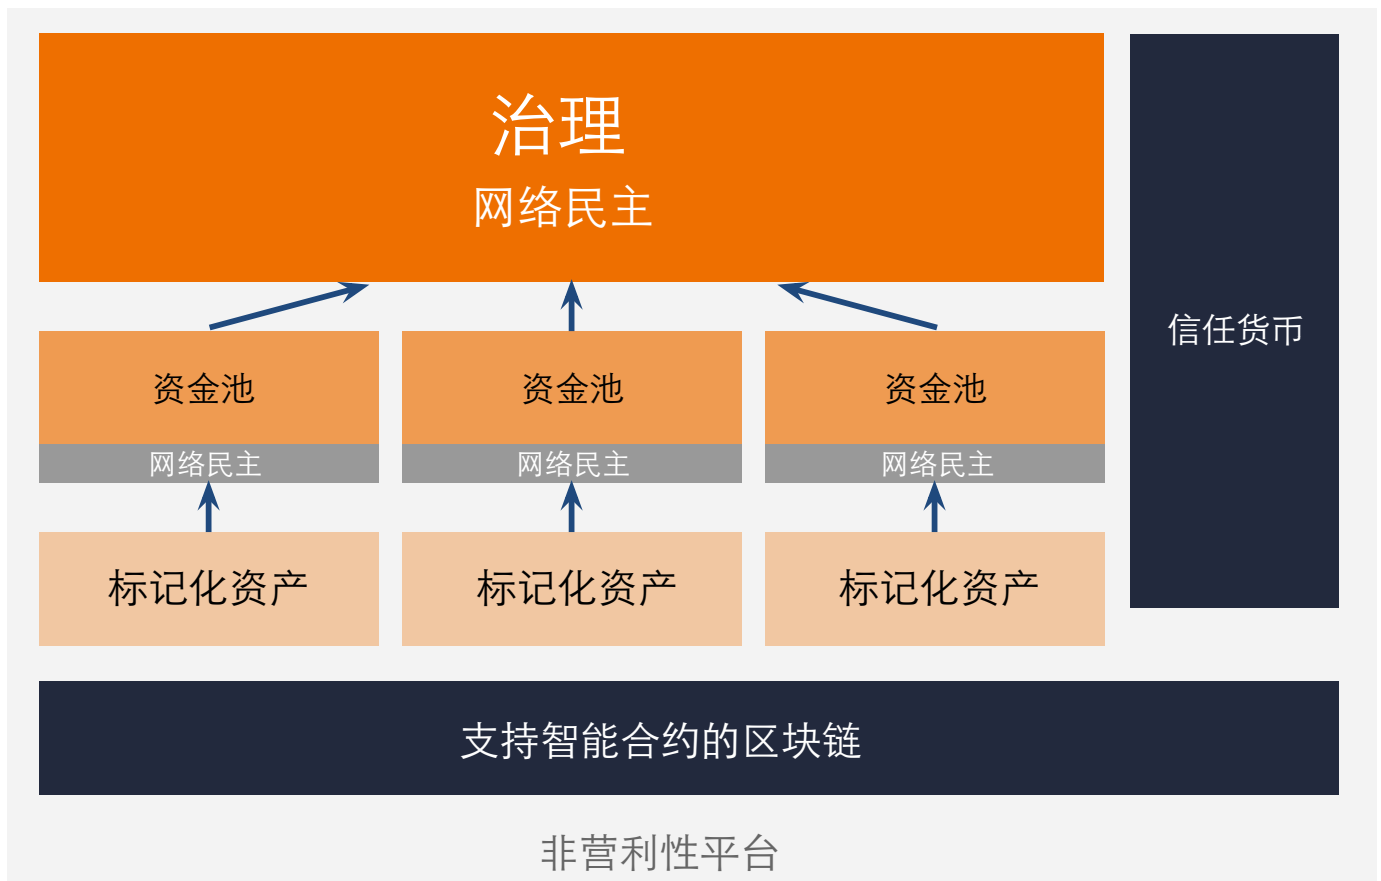 治理
网络民主
信任货币
资金池
资金池
资金池
网络民主
网络民主
网络民主
标记化资产
标记化资产
标记化资产
支持智能合约的区块链
非营利性平台